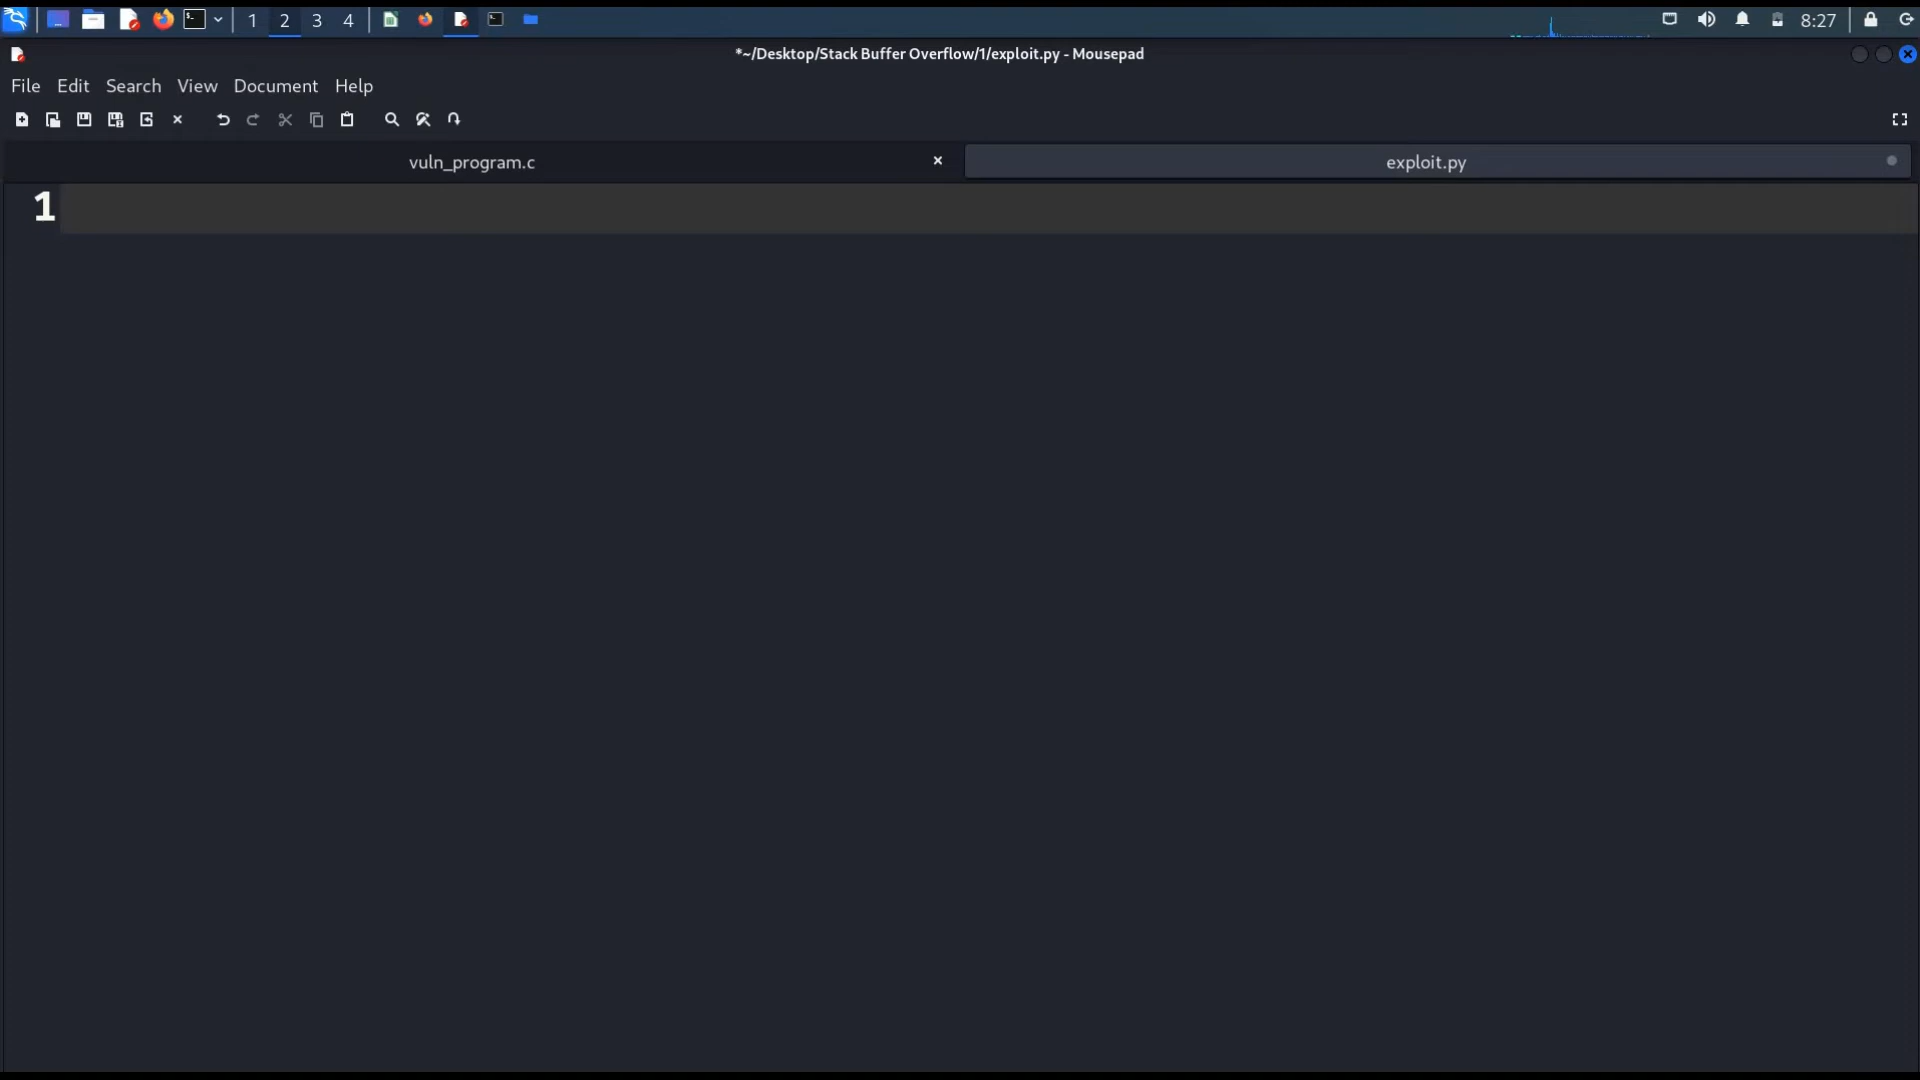 1 2 3 4 8:27
*~/Desktop/Stack Buffer Overflow/1/exploit.py - Mousepad
File Edit Search View Document Help
vuln_program.c exploit.py
1